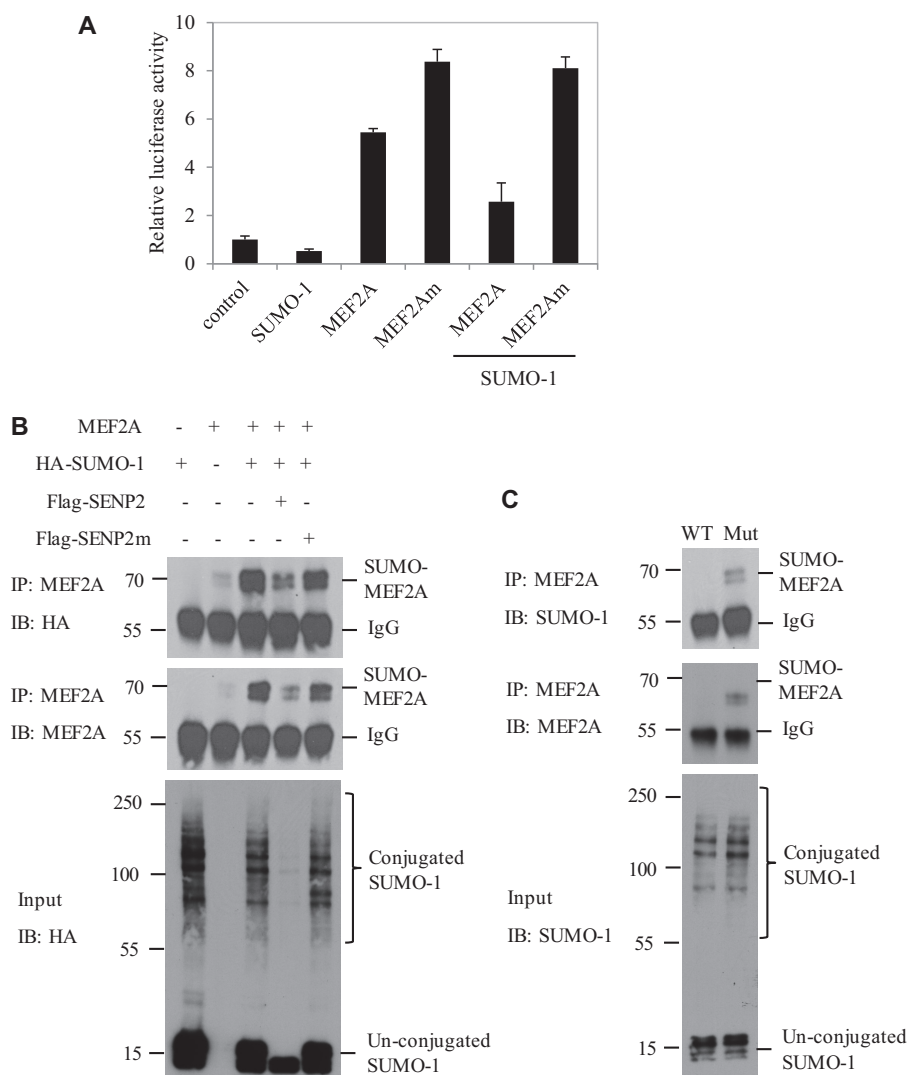 A
Relative luciferase activity
10
8
6
4
2
0
control
SUMO-1
MEF2A
MEF2Am
MEF2A
MEF2Am
SUMO-1
B
MEF2A - + + + +
HA-SUMO-1 + - + + +
Flag-SENP2 - - - + -
Flag-SENP2m - - - - +
IP: MEF2A
IB: HA
70
55
SUMO-
MEF2A
IgG
IP: MEF2A
IB: MEF2A
70
55
SUMO-
MEF2A
IgG
Input
IB: HA
250
100
55
15
Conjugated
SUMO-1
Un-conjugated
SUMO-1
C
WT Mut
IP: MEF2A
IB: SUMO-1
70
55
SUMO-
MEF2A
IgG
IP: MEF2A
IB: MEF2A
70
55
SUMO-
MEF2A
IgG
Input
IB: SUMO-1
250
100
55
15
Conjugated
SUMO-1
Un-conjugated
SUMO-1